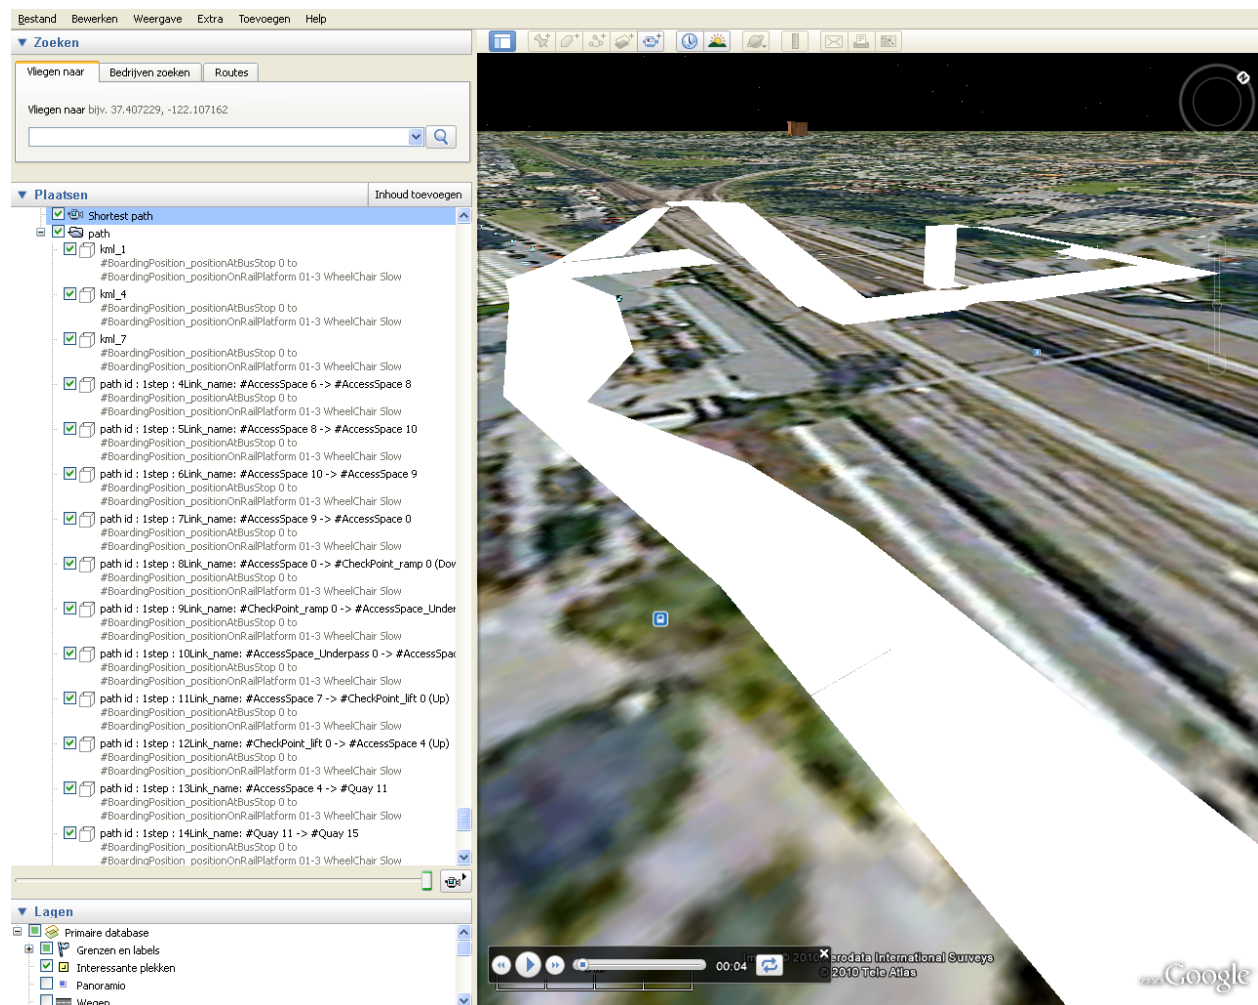 Bestand Bewerken Weergave Extra Toevoegen Help
Zoeken
Vliegen naar Bedrijven zoeken Routes
Vliegen naar bijv. 37.407229, -122.107162
Plaatsen Inhoud toevoegen
Shortest path
path
kml_1
#BoardingPosition_positionAtBusStop 0 to
#BoardingPosition_positionOnRailPlatform 01-3 WheelChair Slow
kml_4
#BoardingPosition_positionAtBusStop 0 to
#BoardingPosition_positionOnRailPlatform 01-3 WheelChair Slow
kml_7
#BoardingPosition_positionAtBusStop 0 to
#BoardingPosition_positionOnRailPlatform 01-3 WheelChair Slow
path id : 1step : 4Link_name: #AccessSpace 6 -> #AccessSpace 8
#BoardingPosition_positionAtBusStop 0 to
#BoardingPosition_positionOnRailPlatform 01-3 WheelChair Slow
path id : 1step : 5Link_name: #AccessSpace 8 -> #AccessSpace 10
#BoardingPosition_positionAtBusStop 0 to
#BoardingPosition_positionOnRailPlatform 01-3 WheelChair Slow
path id : 1step : 6Link_name: #AccessSpace 10 -> #AccessSpace 9
#BoardingPosition_positionAtBusStop 0 to
#BoardingPosition_positionOnRailPlatform 01-3 WheelChair Slow
path id : 1step : 7Link_name: #AccessSpace 9 -> #AccessSpace 0
#BoardingPosition_positionAtBusStop 0 to
#BoardingPosition_positionOnRailPlatform 01-3 WheelChair Slow
path id : 1step : 8Link_name: #AccessSpace 0 -> #CheckPoint_ramp 0 (Dow
#BoardingPosition_positionAtBusStop 0 to
#BoardingPosition_positionOnRailPlatform 01-3 WheelChair Slow
path id : 1step : 9Link_name: #CheckPoint_ramp 0 -> #AccessSpace_Under
#BoardingPosition_positionAtBusStop 0 to
#BoardingPosition_positionOnRailPlatform 01-3 WheelChair Slow
path id : 1step : 10Link_name: #AccessSpace_Underpass 0 -> #AccessSpac
#BoardingPosition_positionAtBusStop 0 to
#BoardingPosition_positionOnRailPlatform 01-3 WheelChair Slow
path id : 1step : 11Link_name: #AccessSpace 7 -> #CheckPoint_lift 0 (Up)
#BoardingPosition_positionAtBusStop 0 to
#BoardingPosition_positionOnRailPlatform 01-3 WheelChair Slow
path id : 1step : 12Link_name: #CheckPoint_lift 0 -> #AccessSpace 4 (Up)
#BoardingPosition_positionAtBusStop 0 to
#BoardingPosition_positionOnRailPlatform 01-3 WheelChair Slow
path id : 1step : 13Link_name: #AccessSpace 4 -> #Quay 11
#BoardingPosition_positionAtBusStop 0 to
#BoardingPosition_positionOnRailPlatform 01-3 WheelChair Slow
path id : 1step : 14Link_name: #Quay 11 -> #Quay 15
#BoardingPosition_positionAtBusStop 0 to
#BoardingPosition_positionOnRailPlatform 01-3 WheelChair Slow
Lagen
Primaire database
Grenzen en labels
Interessante plekken
Panoramio
Wegen
00:04
© 2010 Aerodata International Surveys
© 2010 Tele Atlas
Google